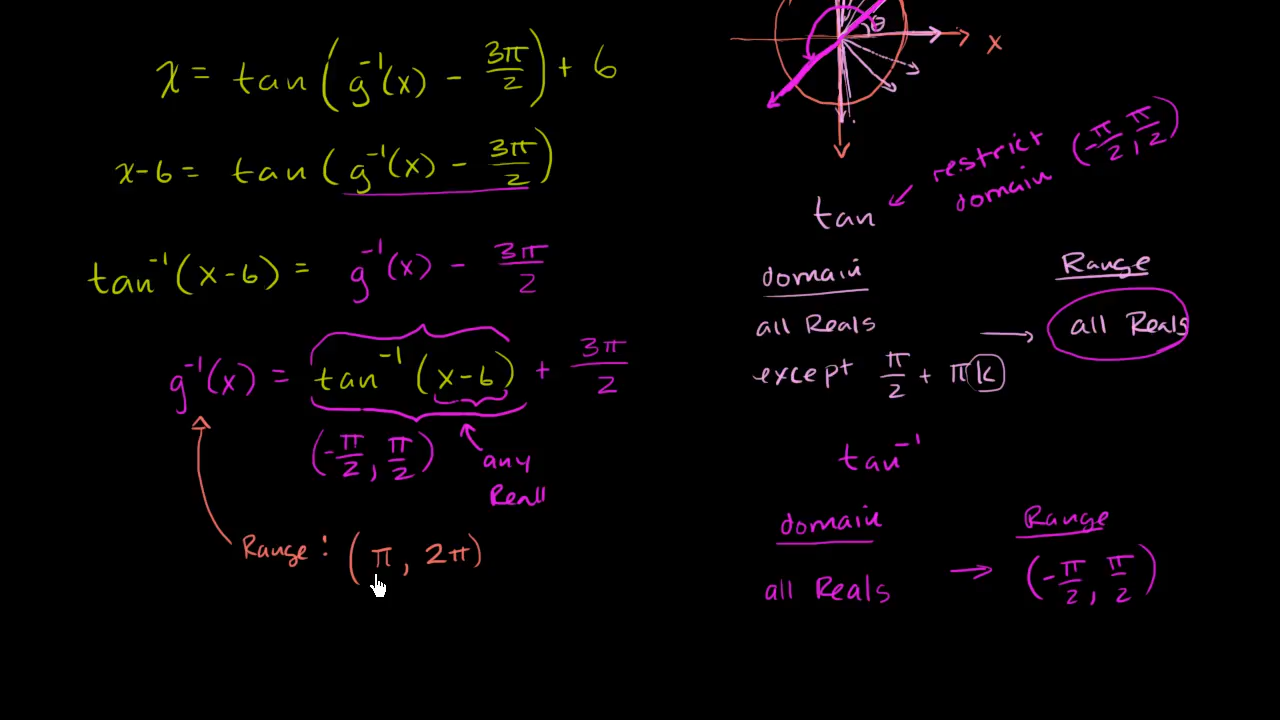 x = tan(g⁻¹(x) − 3π/2) + 6
x−6 = tan(g⁻¹(x) − 3π/2)
tan⁻¹(x−6) = g⁻¹(x) − 3π/2
g⁻¹(x) = tan⁻¹(x−6) + 3π/2
(−π/2, π/2)
any
Reall
Range: (π, 2π)
θ
x
restrict
domain (−π/2, π/2)
tan
domain
all Reals
except π/2 + πk
Range
all Reals
tan⁻¹
domain
all Reals
Range
(−π/2, π/2)